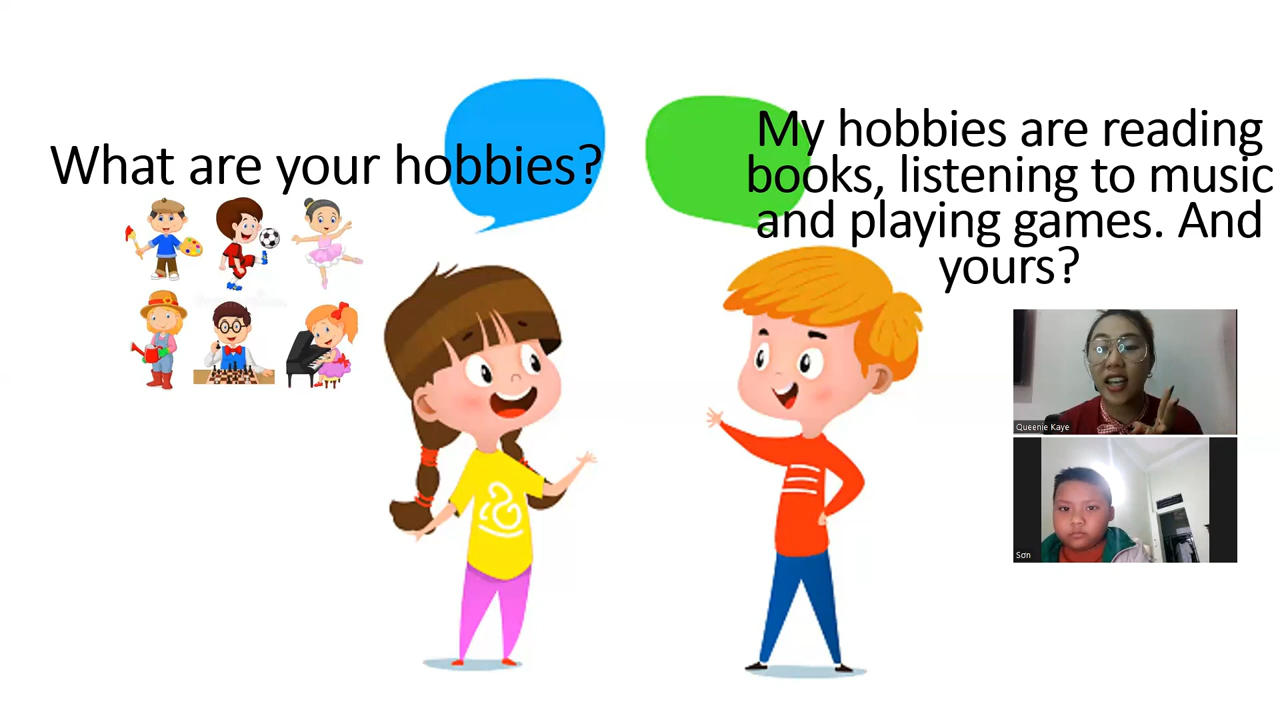 What are your hobbies?
My hobbies are reading
books, listening to music
and playing games. And
yours?
Queenie Kaye
Sơn